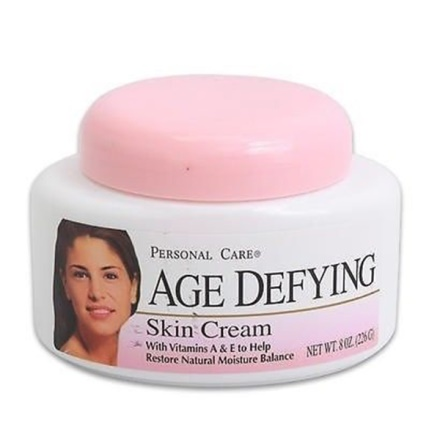 PERSONAL CARE®
AGE DEFYING
Skin Cream
With Vitamins A & E to Help
Restore Natural Moisture Balance
NET WT. 8 OZ. (226 G)